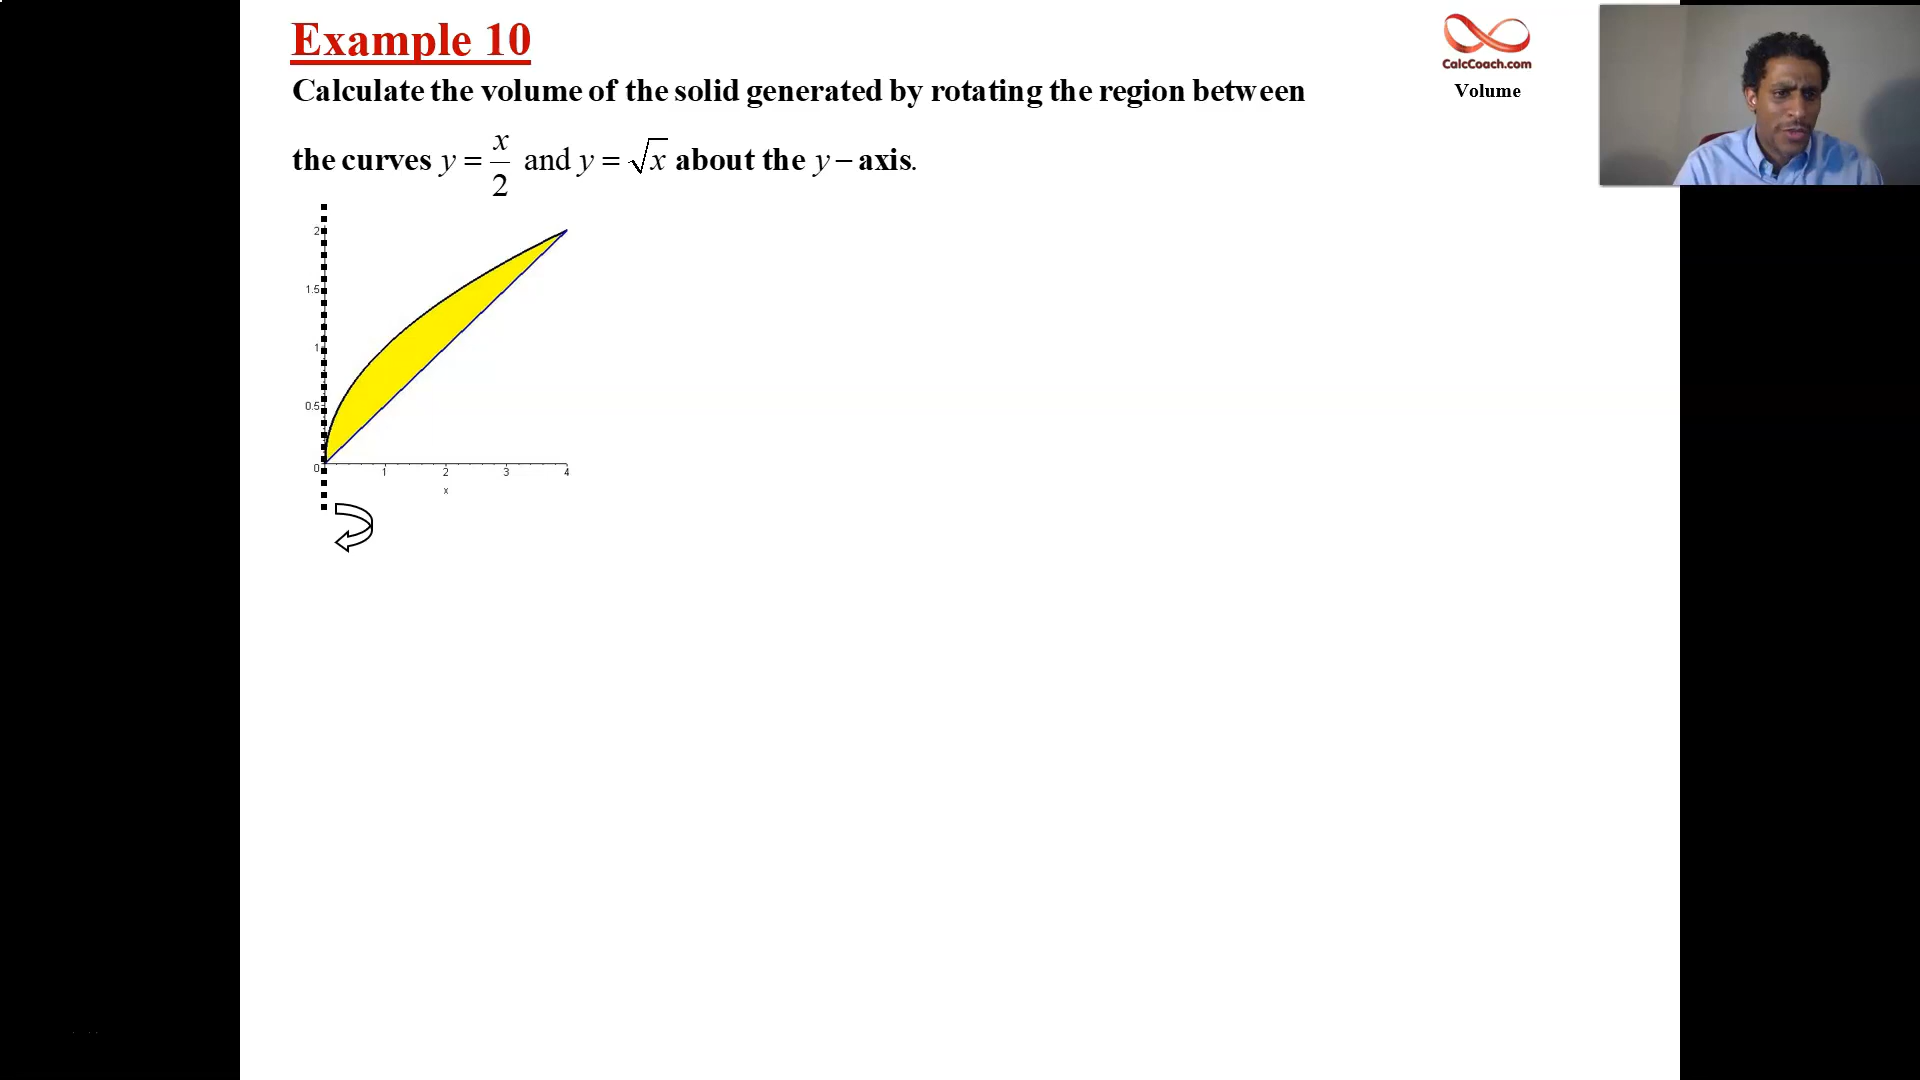 Example 10
CalcCoach.com
Volume
Calculate the volume of the solid generated by rotating the region between
the curves y = x/2 and y = √x about the y – axis.
2
1.5
1
0.5
0
1 2 3 4
x